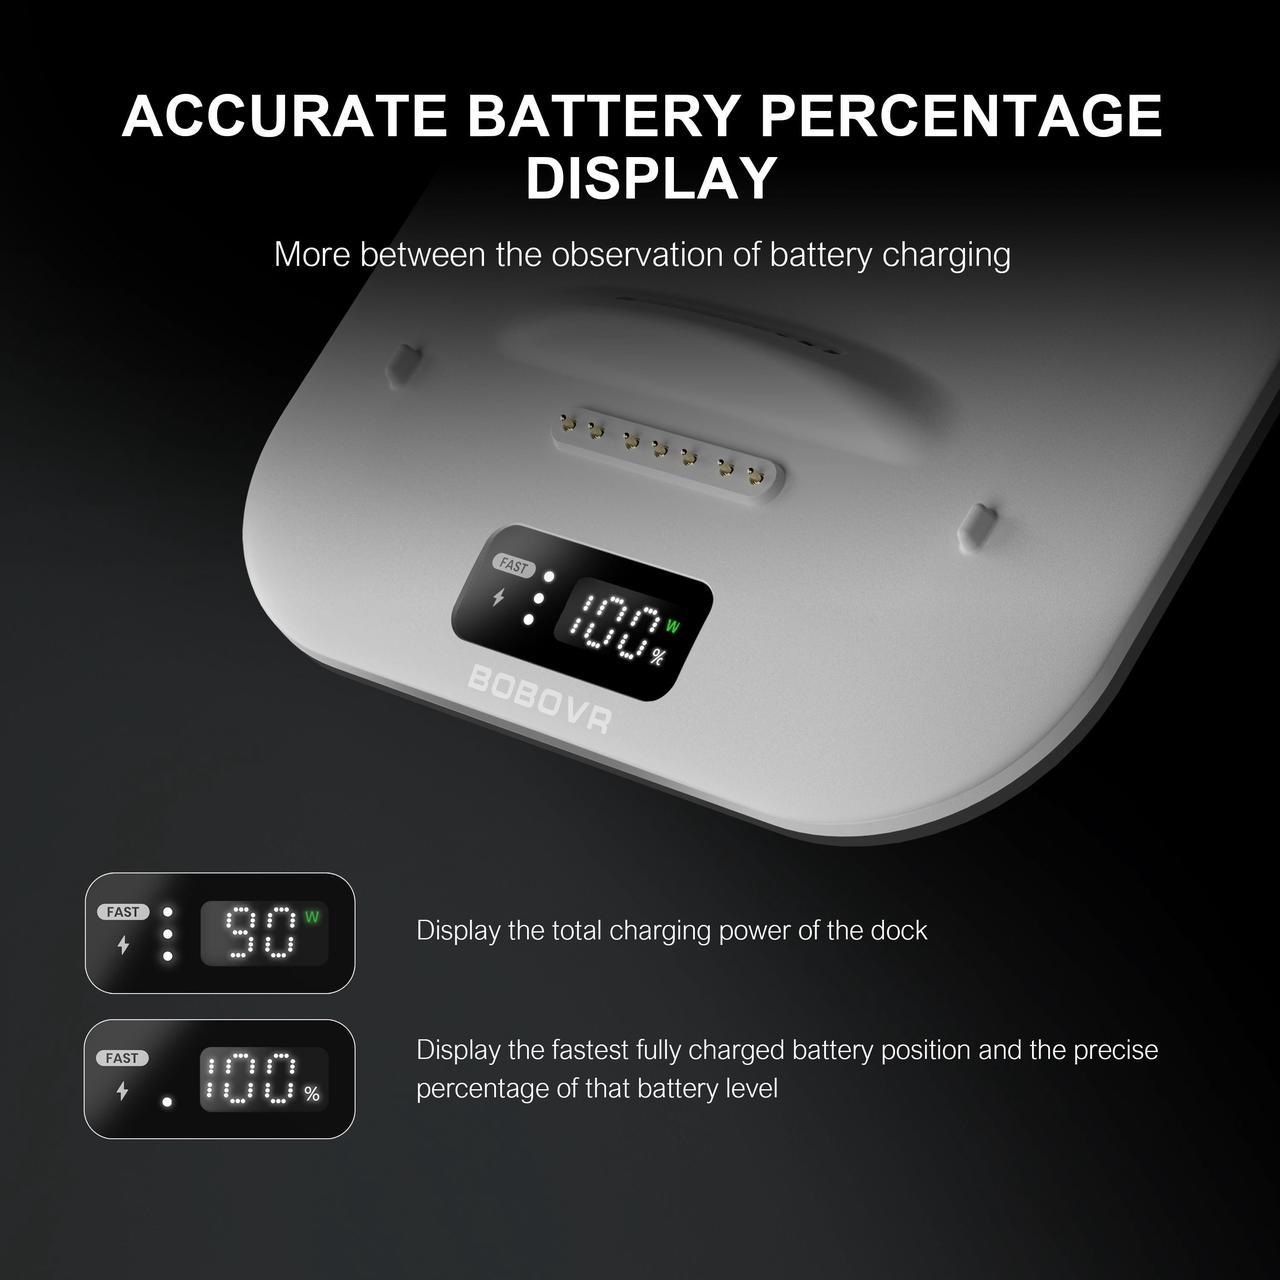 ACCURATE BATTERY PERCENTAGE
DISPLAY
More between the observation of battery charging
FAST
100
W
%
BOBOVR
FAST
90
W
Display the total charging power of the dock
FAST
100
%
Display the fastest fully charged battery position and the precise
percentage of that battery level